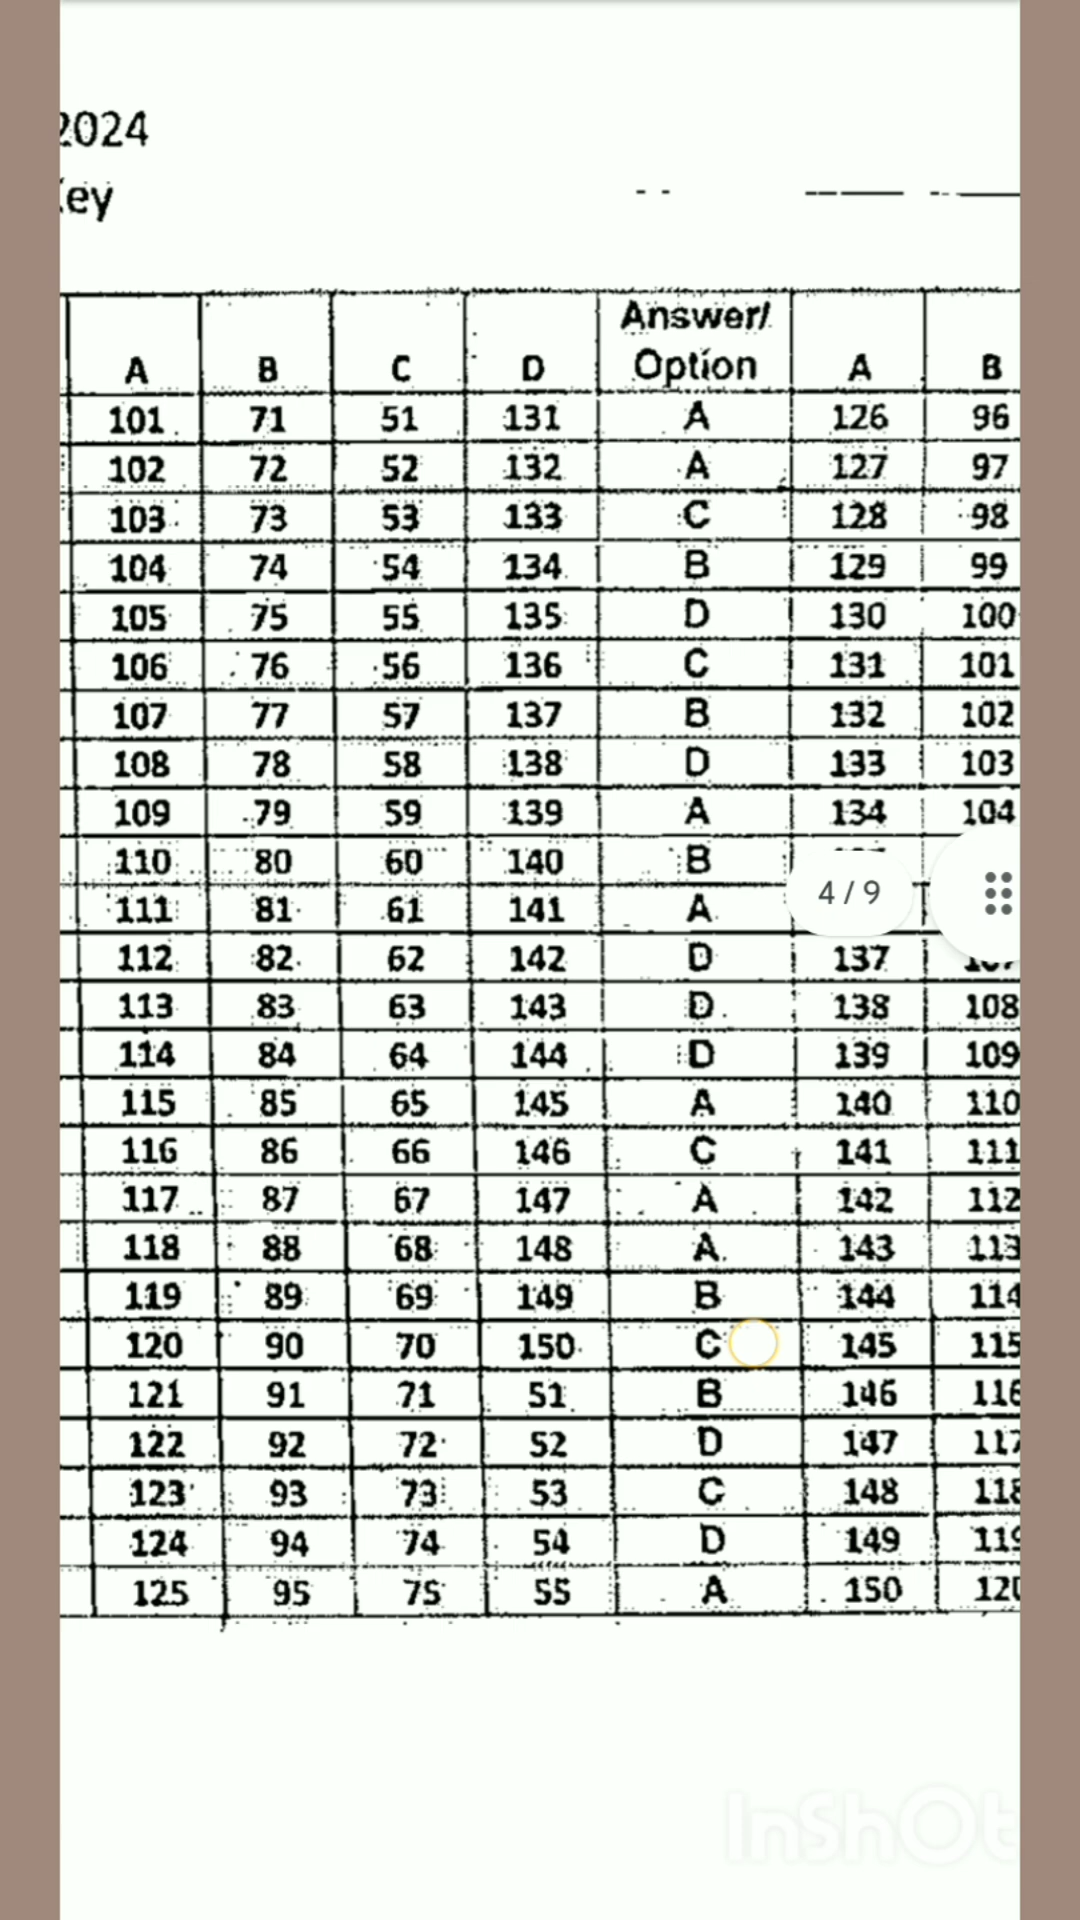 2024
ey
A B C D Answer/ Option A B
101 71 51 131 A 126 96
102 72 52 132 A 127 97
103 73 53 133 C 128 98
104 74 54 134 B 129 99
105 75 55 135 D 130 100
106 76 56 136 C 131 101
107 77 57 137 B 132 102
108 78 58 138 D 133 103
109 79 59 139 A 134 104
110 80 60 140 B
111 81 61 141 A 4 / 9
112 82 62 142 D 137
113 83 63 143 D 138 108
114 84 64 144 D 139 109
115 85 65 145 A 140 110
116 86 66 146 C 141 111
117 87 67 147 A 142 112
118 88 68 148 A 143 113
119 89 69 149 B 144 114
120 90 70 150 C 145 115
121 91 71 51 B 146 116
122 92 72 52 D 147 117
123 93 73 53 C 148 118
124 94 74 54 D 149 119
125 95 75 55 A 150 120
InShOt